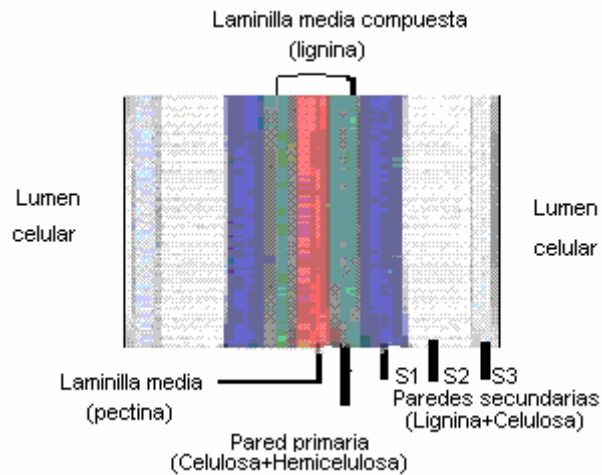 Laminilla media compuesta
(lignina)
Lumen
celular
Lumen
celular
Laminilla media
(pectina)
Pared primaria
(Celulosa+Hemicelulosa)
S1 S2 S3
Paredes secundarias
(Lignina+Celulosa)